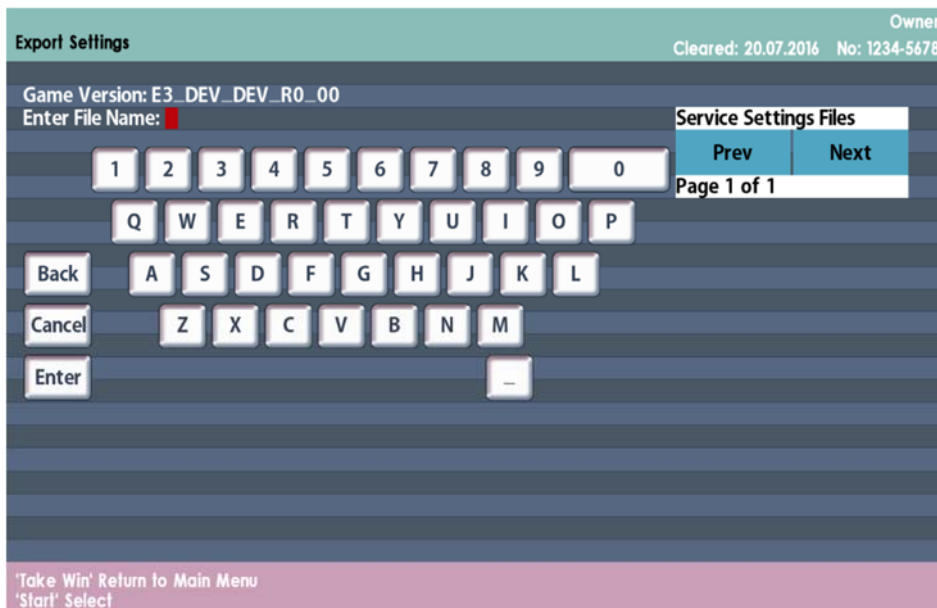 Owner
Export Settings
Cleared: 20.07.2016 No: 1234-5678
Game Version: E3_DEV_DEV_R0_00
Enter File Name:
Service Settings Files
Prev Next
Page 1 of 1
1 2 3 4 5 6 7 8 9 0
Q W E R T Y U I O P
Back A S D F G H J K L
Cancel Z X C V B N M
Enter _
'Take Win' Return to Main Menu
'Start' Select